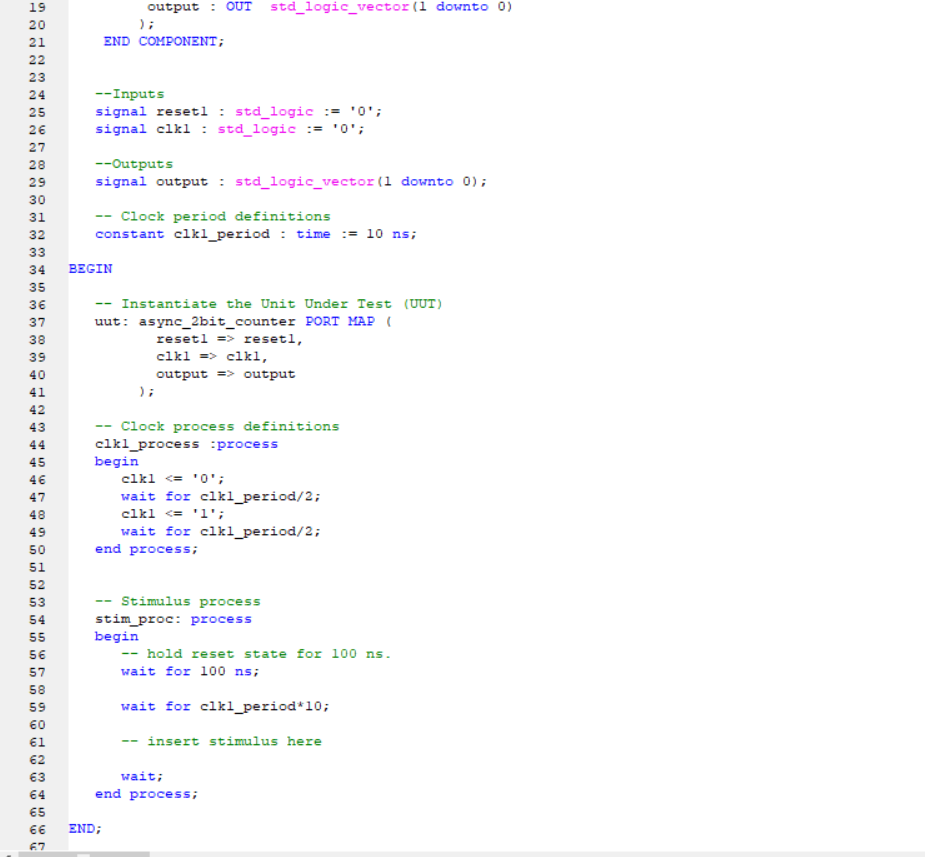 19 output : OUT std_logic_vector(1 downto 0)
20 );
21 END COMPONENT;
22
23
24 --Inputs
25 signal reset1 : std_logic := '0';
26 signal clk1 : std_logic := '0';
27
28 --Outputs
29 signal output : std_logic_vector(1 downto 0);
30
31 -- Clock period definitions
32 constant clk1_period : time := 10 ns;
33
34 BEGIN
35
36 -- Instantiate the Unit Under Test (UUT)
37 uut: async_2bit_counter PORT MAP (
38 reset1 => reset1,
39 clk1 => clk1,
40 output => output
41 );
42
43 -- Clock process definitions
44 clk1_process :process
45 begin
46 clk1 <= '0';
47 wait for clk1_period/2;
48 clk1 <= '1';
49 wait for clk1_period/2;
50 end process;
51
52
53 -- Stimulus process
54 stim_proc: process
55 begin
56 -- hold reset state for 100 ns.
57 wait for 100 ns;
58
59 wait for clk1_period*10;
60
61 -- insert stimulus here
62
63 wait;
64 end process;
65
66 END;
67